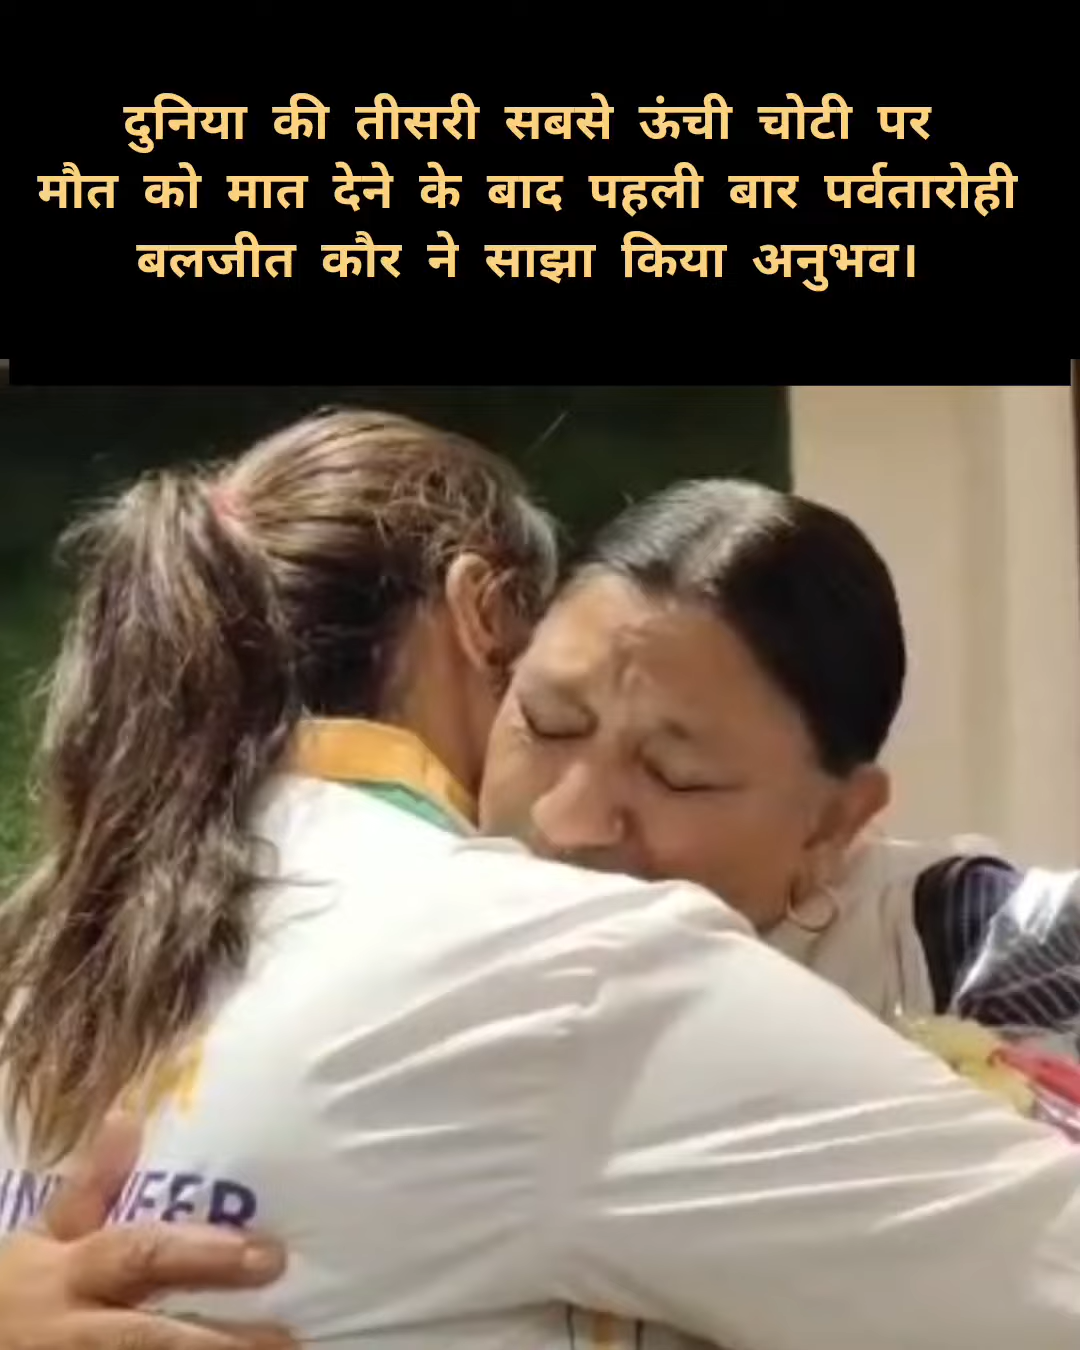 दुनिया की तीसरी सबसे ऊंची चोटी पर
मौत को मात देने के बाद पहली बार पर्वतारोही
बलजीत कौर ने साझा किया अनुभव।